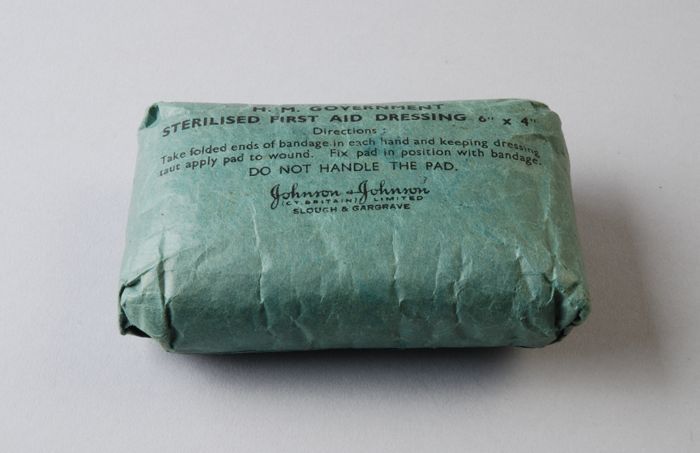 H. M. GOVERNMENT
STERILISED FIRST AID DRESSING 6" x 4"
Directions :
Take folded ends of bandage in each hand and keeping dressing
taut apply pad to wound. Fix pad in position with bandage.
DO NOT HANDLE THE PAD.
Johnson & Johnson
(GT. BRITAIN) LIMITED
SLOUGH & GARGRAVE